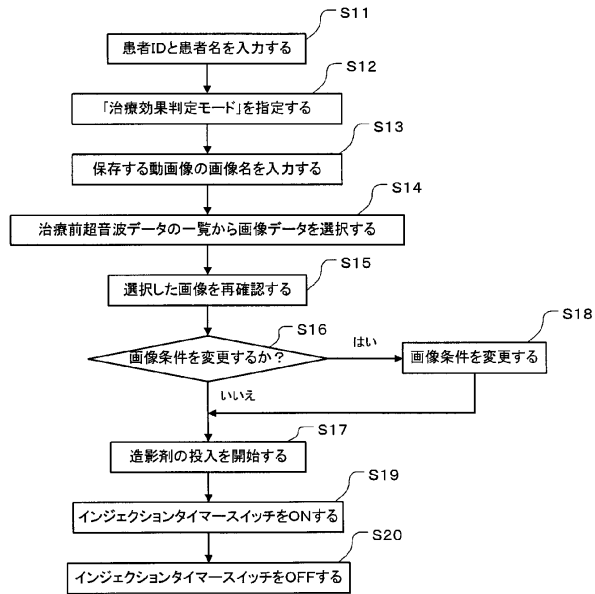 S11
患者IDと患者名を入力する
S12
「治療効果判定モード」を指定する
S13
保存する動画像の画像名を入力する
S14
治療前超音波データの一覧から画像データを選択する
S15
選択した画像を再確認する
S16
画像条件を変更するか？
はい
S18
画像条件を変更する
いいえ
S17
造影剤の投入を開始する
S19
インジェクションタイマースイッチをONする
S20
インジェクションタイマースイッチをOFFする